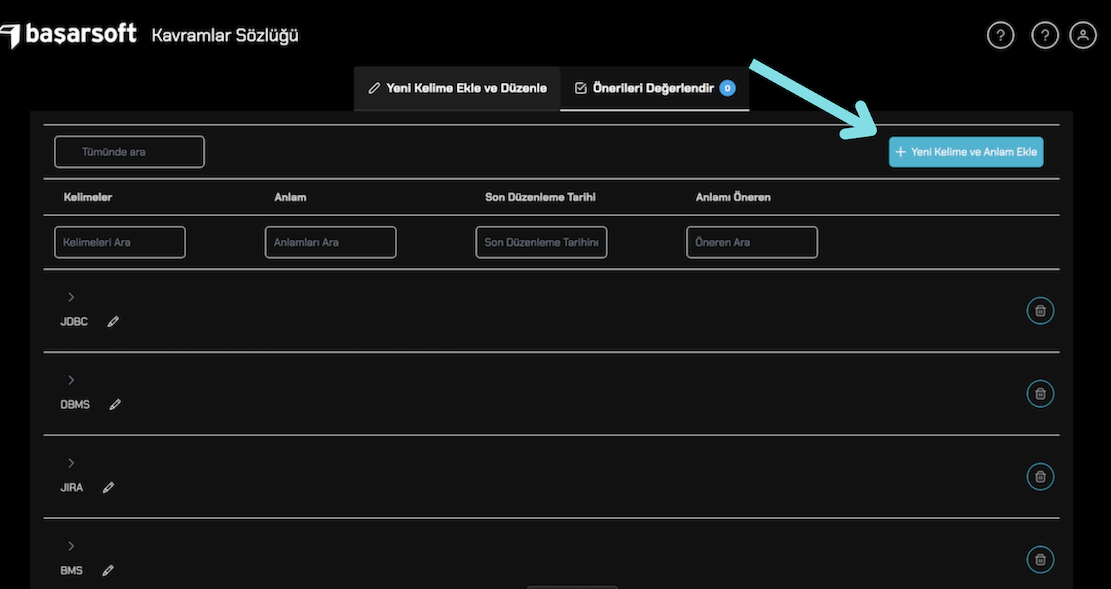 başarsoft Kavramlar Sözlüğü
? ?
Yeni Kelime Ekle ve Düzenle
Önerileri Değerlendir 0
Tümünde ara
+ Yeni Kelime ve Anlam Ekle
Kelimeler Anlam Son Düzenleme Tarihi Anlamı Öneren
Kelimeleri Ara Anlamları Ara Son Düzenleme Tarihine Öneren Ara
JDBC
DBMS
JIRA
BMS